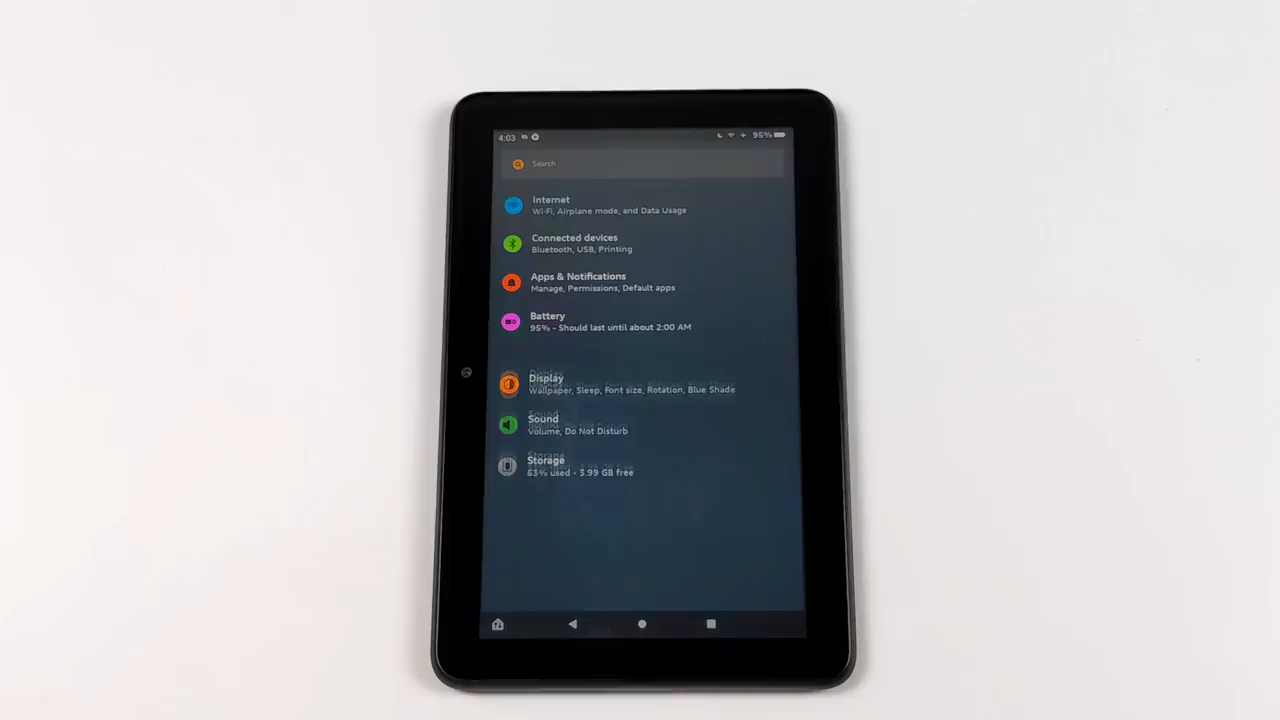 4:03
95%
Search
Internet
Wi-Fi, Airplane mode, and Data Usage
Connected devices
Bluetooth, USB, Printing
Apps & Notifications
Manage, Permissions, Default apps
Battery
95% - Should last until about 2:00 AM
Display
Wallpaper, Sleep, Font size, Rotation, Blue Shade
Sound
Volume, Do Not Disturb
Storage
63% used - 3.99 GB free